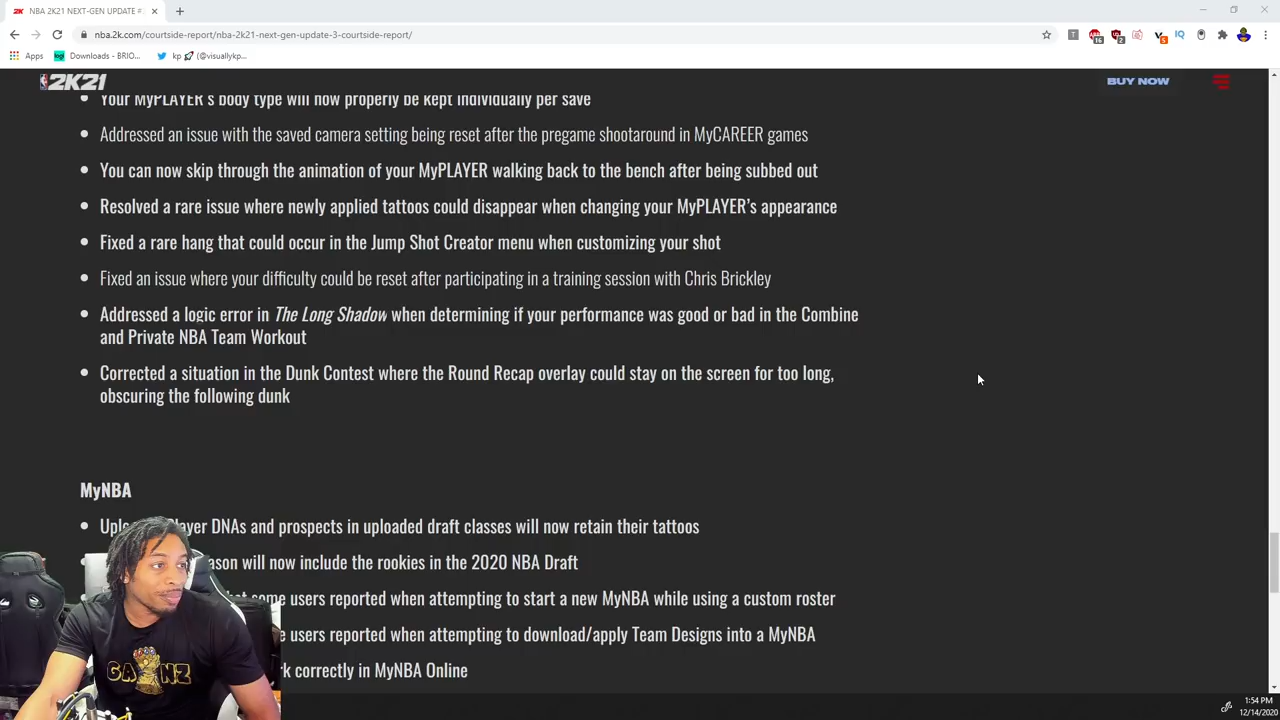 NBA 2K21 NEXT-GEN UPDATE #
nba.2k.com/courtside-report/nba-2k21-next-gen-update-3-courtside-report/
Apps
Downloads - BRIO...
kp 🚀 (@visuallykp...
NBA 2K21
BUY NOW
Your MyPLAYER's body type will now properly be kept individually per save
Addressed an issue with the saved camera setting being reset after the pregame shootaround in MyCAREER games
You can now skip through the animation of your MyPLAYER walking back to the bench after being subbed out
Resolved a rare issue where newly applied tattoos could disappear when changing your MyPLAYER's appearance
Fixed a rare hang that could occur in the Jump Shot Creator menu when customizing your shot
Fixed an issue where your difficulty could be reset after participating in a training session with Chris Brickley
Addressed a logic error in The Long Shadow when determining if your performance was good or bad in the Combine
and Private NBA Team Workout
Corrected a situation in the Dunk Contest where the Round Recap overlay could stay on the screen for too long,
obscuring the following dunk
MyNBA
DNAs and prospects in uploaded draft classes will now retain their tattoos
will now include the rookies in the 2020 NBA Draft
some users reported when attempting to start a new MyNBA while using a custom roster
users reported when attempting to download/apply Team Designs into a MyNBA
correctly in MyNBA Online
GAINZ
1:54 PM
12/14/2020